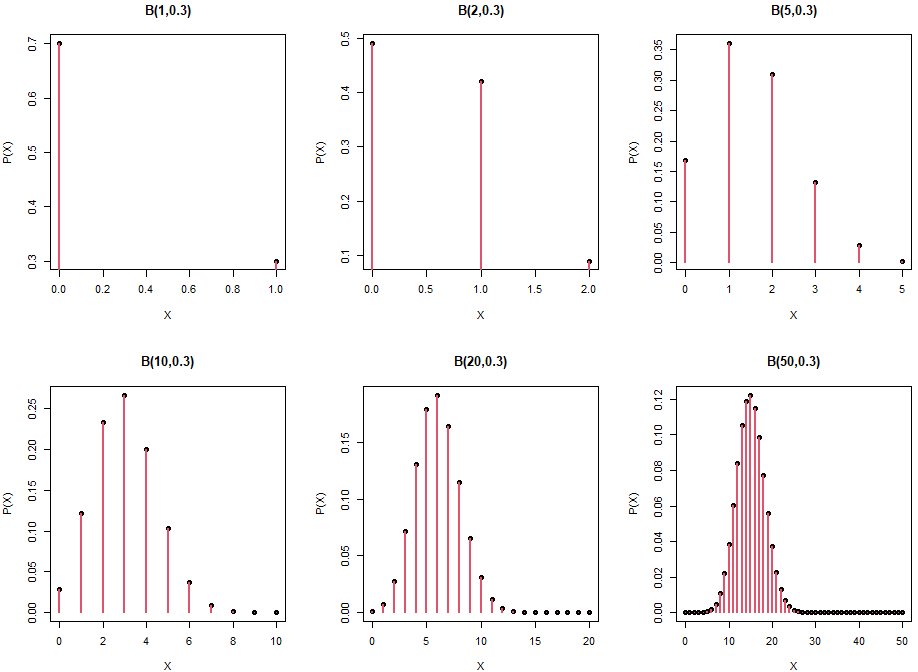 B(1,0.3)
P(X)
0.7
0.6
0.5
0.4
0.3
0.0 0.2 0.4 0.6 0.8 1.0
X
B(2,0.3)
P(X)
0.5
0.4
0.3
0.2
0.1
0.0 0.5 1.0 1.5 2.0
X
B(5,0.3)
P(X)
0.35
0.30
0.20
0.15
0.10
0.05
0.00
0 1 2 3 4 5
X
B(10,0.3)
P(X)
0.25
0.20
0.15
0.10
0.05
0.00
0 2 4 6 8 10
X
B(20,0.3)
P(X)
0.15
0.10
0.05
0.00
0 5 10 15 20
X
B(50,0.3)
P(X)
0.12
0.10
0.08
0.06
0.04
0.02
0.00
0 10 20 30 40 50
X